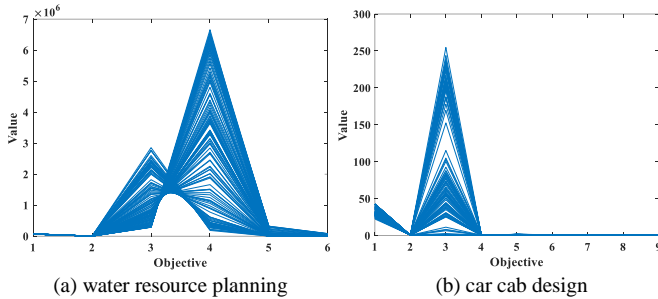 7 ×10^6
6
5
4
3
2
1
0
Value
1 2 3 4 5 6
Objective
(a) water resource planning
300
250
200
150
100
50
0
Value
1 2 3 4 5 6 7 8 9
Objective
(b) car cab design